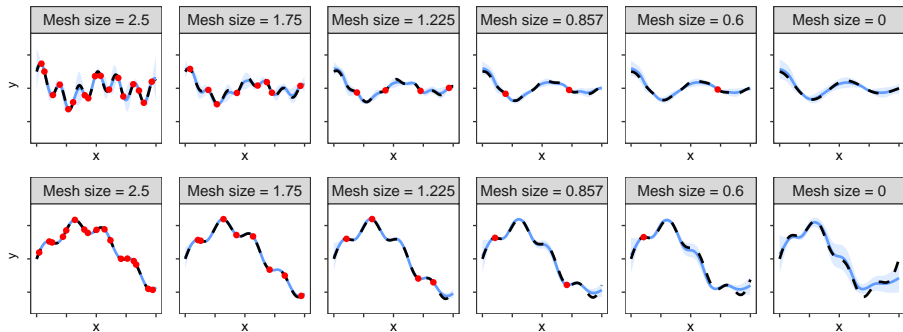 Mesh size = 2.5
Mesh size = 1.75
Mesh size = 1.225
Mesh size = 0.857
Mesh size = 0.6
Mesh size = 0
y
x
x
x
x
x
x
Mesh size = 2.5
Mesh size = 1.75
Mesh size = 1.225
Mesh size = 0.857
Mesh size = 0.6
Mesh size = 0
y
x
x
x
x
x
x